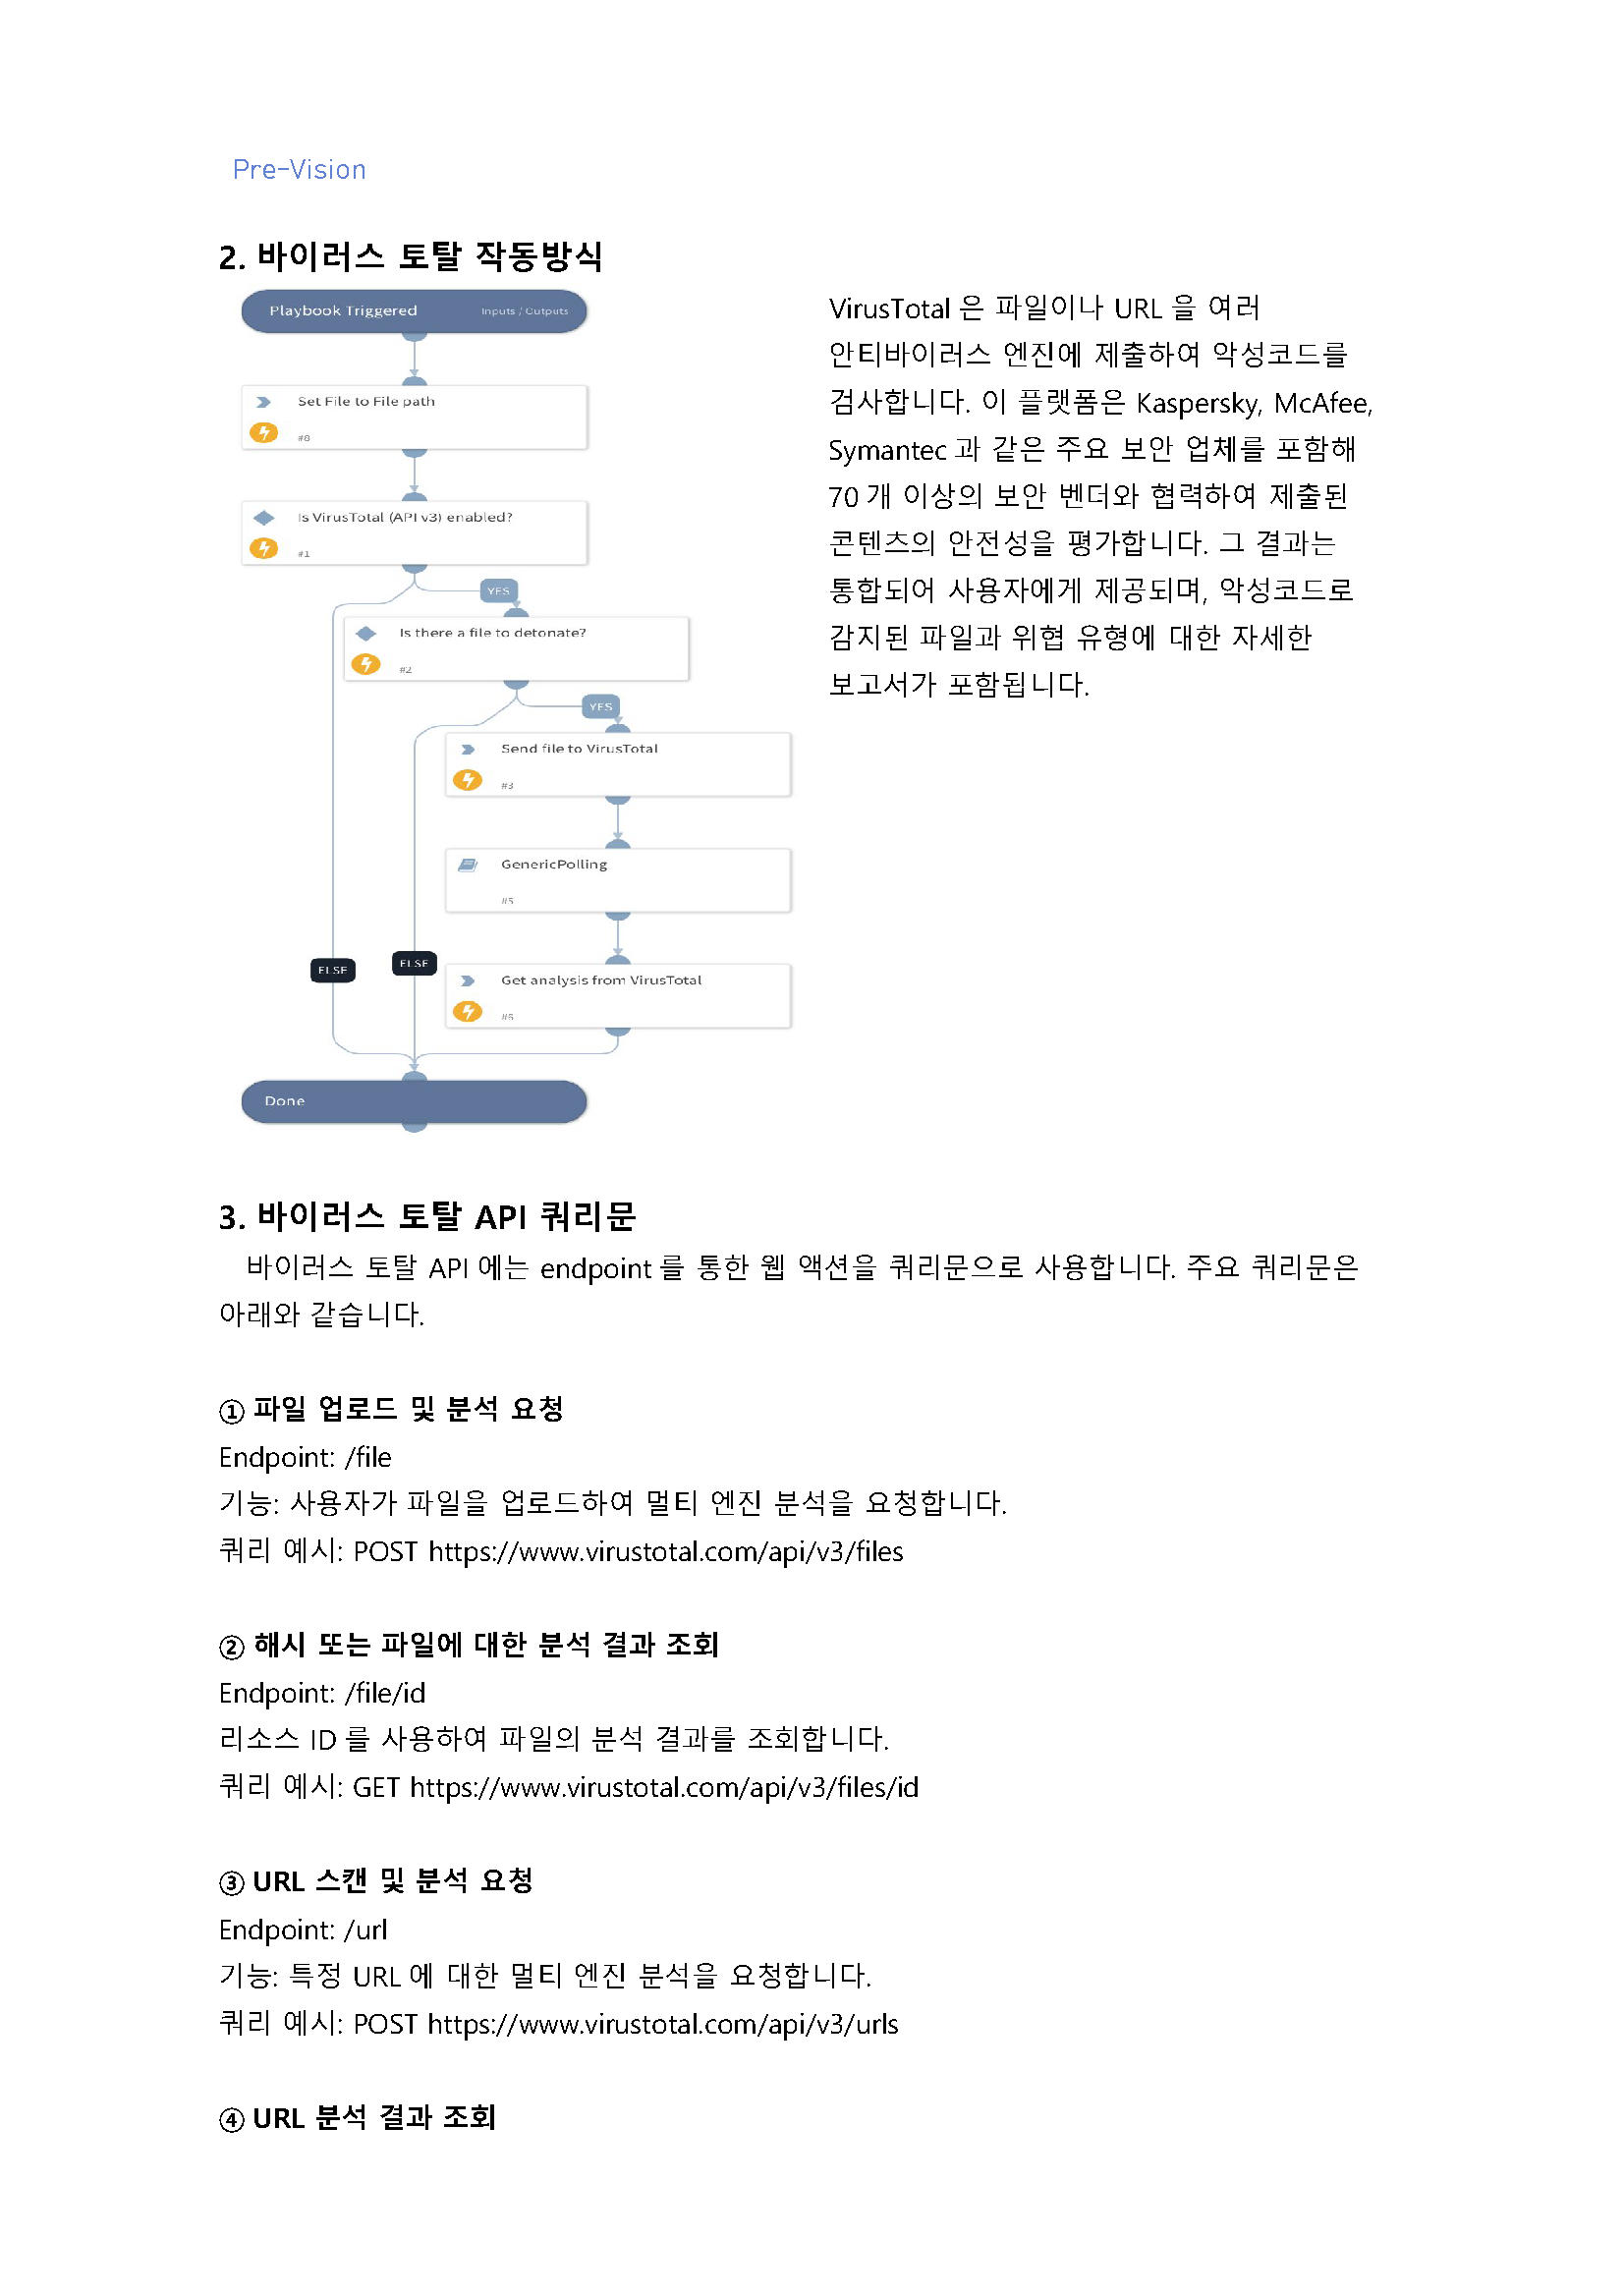 Pre-Vision
2. 바이러스 토탈 작동방식
Playbook Triggered Inputs / Outputs
Set File to File path
#8
Is VirusTotal (API v3) enabled?
#1
YES
Is there a file to detonate?
#2
YES
Send file to VirusTotal
#3
GenericPolling
#5
ELSE
ELSE
Get analysis from VirusTotal
#6
Done
VirusTotal 은 파일이나 URL 을 여러
안티바이러스 엔진에 제출하여 악성코드를
검사합니다. 이 플랫폼은 Kaspersky, McAfee,
Symantec 과 같은 주요 보안 업체를 포함해
70 개 이상의 보안 벤더와 협력하여 제출된
콘텐츠의 안전성을 평가합니다. 그 결과는
통합되어 사용자에게 제공되며, 악성코드로
감지된 파일과 위협 유형에 대한 자세한
보고서가 포함됩니다.
3. 바이러스 토탈 API 쿼리문
바이러스 토탈 API 에는 endpoint 를 통한 웹 액션을 쿼리문으로 사용합니다. 주요 쿼리문은
아래와 같습니다.
① 파일 업로드 및 분석 요청
Endpoint: /file
기능: 사용자가 파일을 업로드하여 멀티 엔진 분석을 요청합니다.
쿼리 예시: POST https://www.virustotal.com/api/v3/files
② 해시 또는 파일에 대한 분석 결과 조회
Endpoint: /file/id
리소스 ID 를 사용하여 파일의 분석 결과를 조회합니다.
쿼리 예시: GET https://www.virustotal.com/api/v3/files/id
③ URL 스캔 및 분석 요청
Endpoint: /url
기능: 특정 URL 에 대한 멀티 엔진 분석을 요청합니다.
쿼리 예시: POST https://www.virustotal.com/api/v3/urls
④ URL 분석 결과 조회